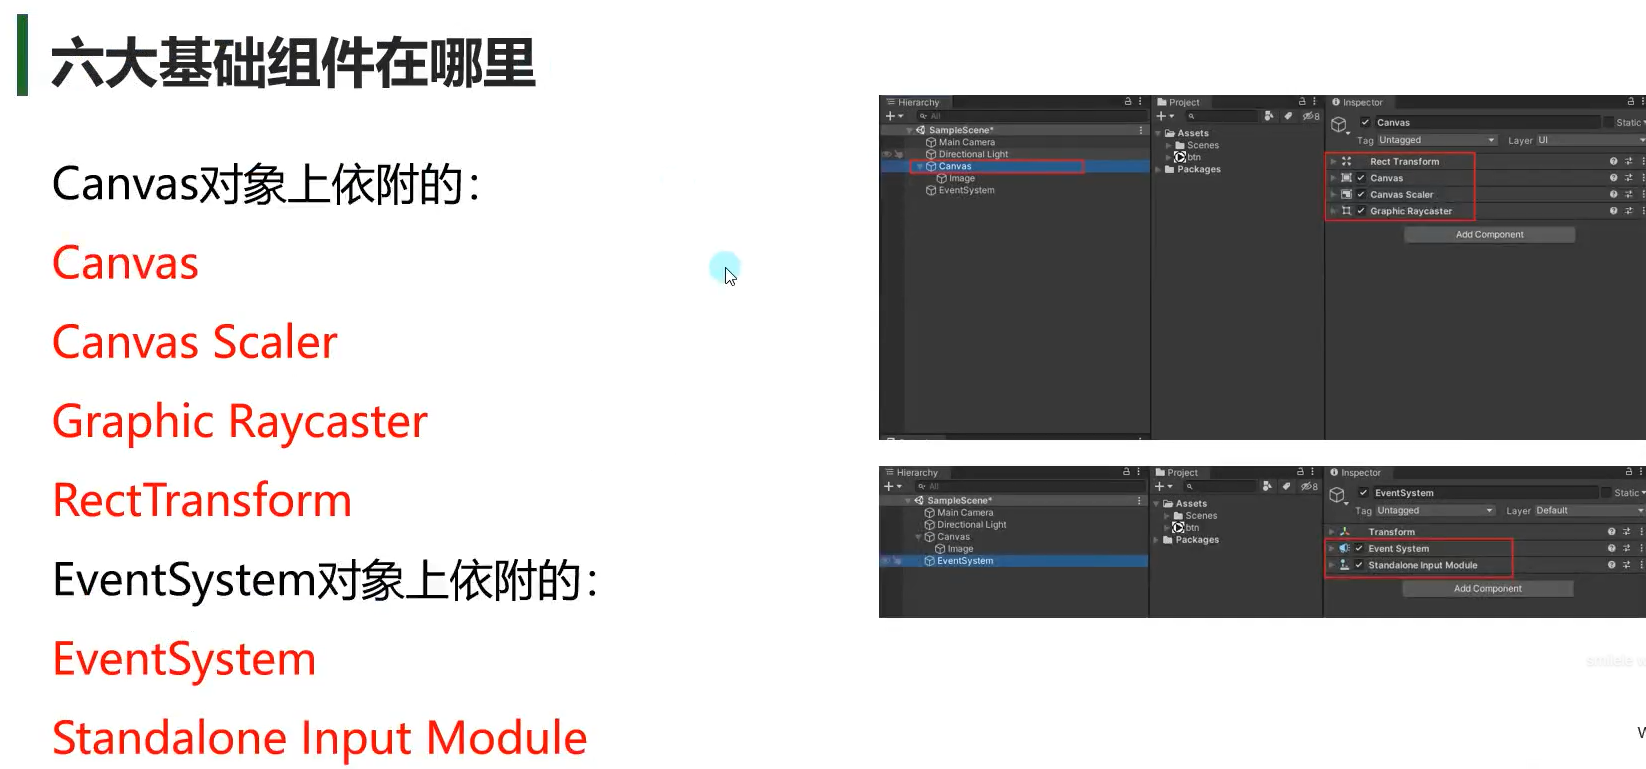 六大基础组件在哪里
Canvas对象上依附的：
Canvas
Canvas Scaler
Graphic Raycaster
RectTransform
EventSystem对象上依附的：
EventSystem
Standalone Input Module
Hierarchy
All
SampleScene*
Main Camera
Directional Light
Canvas
Image
EventSystem
Project
8
Assets
Scenes
btn
Packages
Inspector
Canvas
Static
Tag Untagged Layer UI
Rect Transform
Canvas
Canvas Scaler
Graphic Raycaster
Add Component
Hierarchy
All
SampleScene*
Main Camera
Directional Light
Canvas
Image
EventSystem
Project
8
Assets
Scenes
btn
Packages
Inspector
EventSystem
Static
Tag Untagged Layer Default
Transform
Event System
Standalone Input Module
Add Component